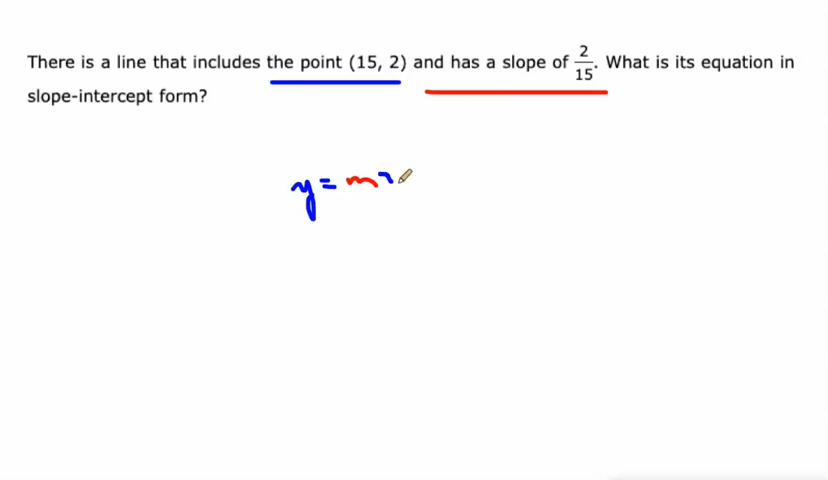 There is a line that includes the point (15, 2) and has a slope of 2/15. What is its equation in
slope-intercept form?
y = m